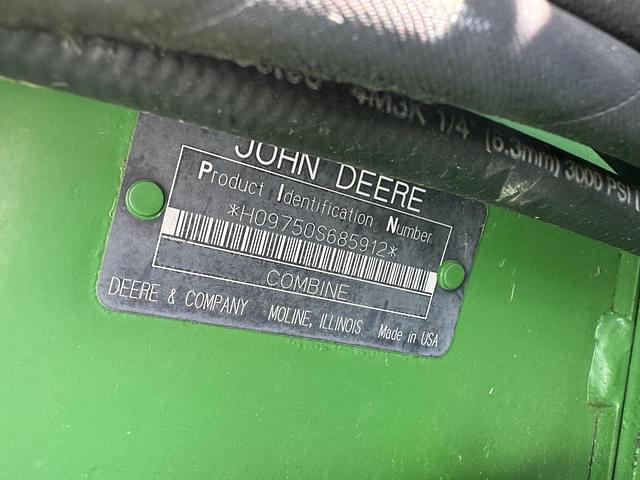 4M3K 1/4 (6.3mm) 3000 PSI
JOHN DEERE
Product Identification Number
*H09750S685912*
COMBINE
DEERE & COMPANY MOLINE, ILLINOIS Made in USA